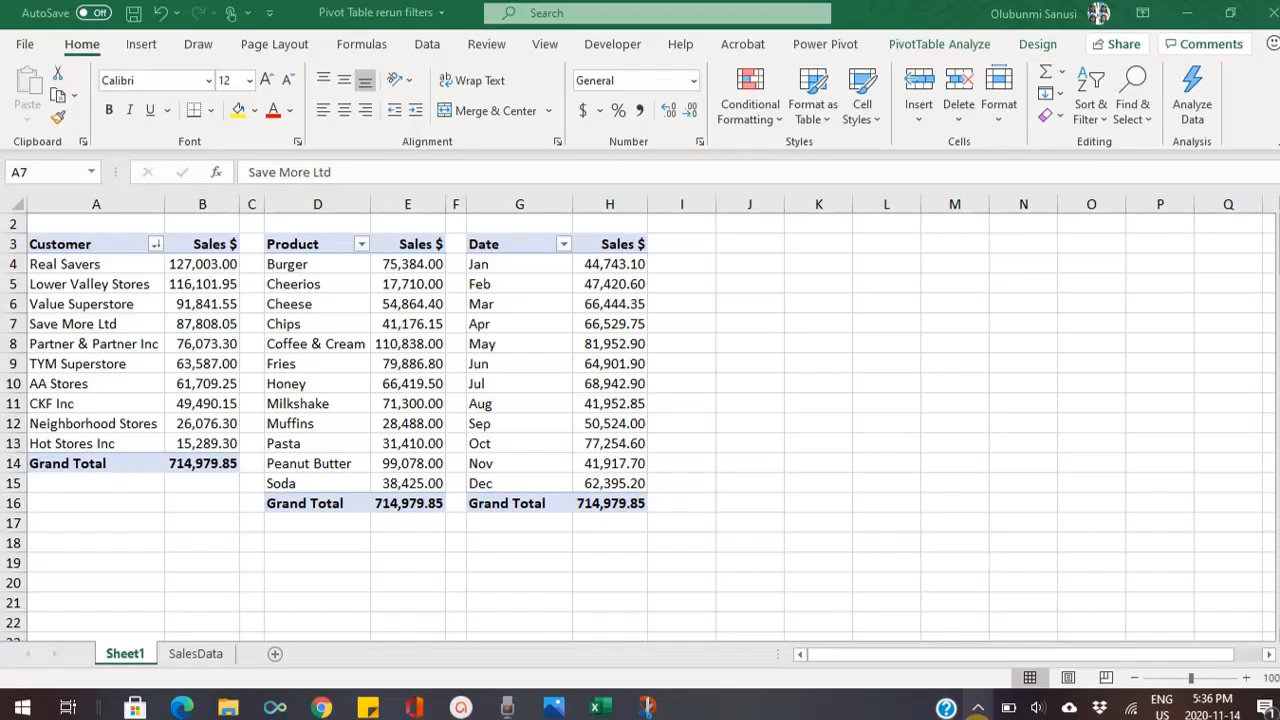 AutoSave Off Pivot Table rerun filters Search Olubunmi Sanusi
File Home Insert Draw Page Layout Formulas Data Review View Developer Help Acrobat Power Pivot PivotTable Analyze Design Share Comments
Calibri 12 Wrap Text General
Paste B I U A Merge & Center $ % Conditional Formatting Format as Table Cell Styles Insert Delete Format Sort & Filter Find & Select Analyze Data
Clipboard Font Alignment Number Styles Cells Editing Analysis
A7 fx Save More Ltd
A B C D E F G H I J K L M N O P Q
2
3 Customer Sales $ Product Sales $ Date Sales $
4 Real Savers 127,003.00 Burger 75,384.00 Jan 44,743.10
5 Lower Valley Stores 116,101.95 Cheerios 17,710.00 Feb 47,420.60
6 Value Superstore 91,841.55 Cheese 54,864.40 Mar 66,444.35
7 Save More Ltd 87,808.05 Chips 41,176.15 Apr 66,529.75
8 Partner & Partner Inc 76,073.30 Coffee & Cream 110,838.00 May 81,952.90
9 TYM Superstore 63,587.00 Fries 79,886.80 Jun 64,901.90
10 AA Stores 61,709.25 Honey 66,419.50 Jul 68,942.90
11 CKF Inc 49,490.15 Milkshake 71,300.00 Aug 41,952.85
12 Neighborhood Stores 26,076.30 Muffins 28,488.00 Sep 50,524.00
13 Hot Stores Inc 15,289.30 Pasta 31,410.00 Oct 77,254.60
14 Grand Total 714,979.85 Peanut Butter 99,078.00 Nov 41,917.70
15 Soda 38,425.00 Dec 62,395.20
16 Grand Total 714,979.85 Grand Total 714,979.85
17
18
19
20
21
22
Sheet1 SalesData
100
ENG 5:36 PM
US 2020-11-14